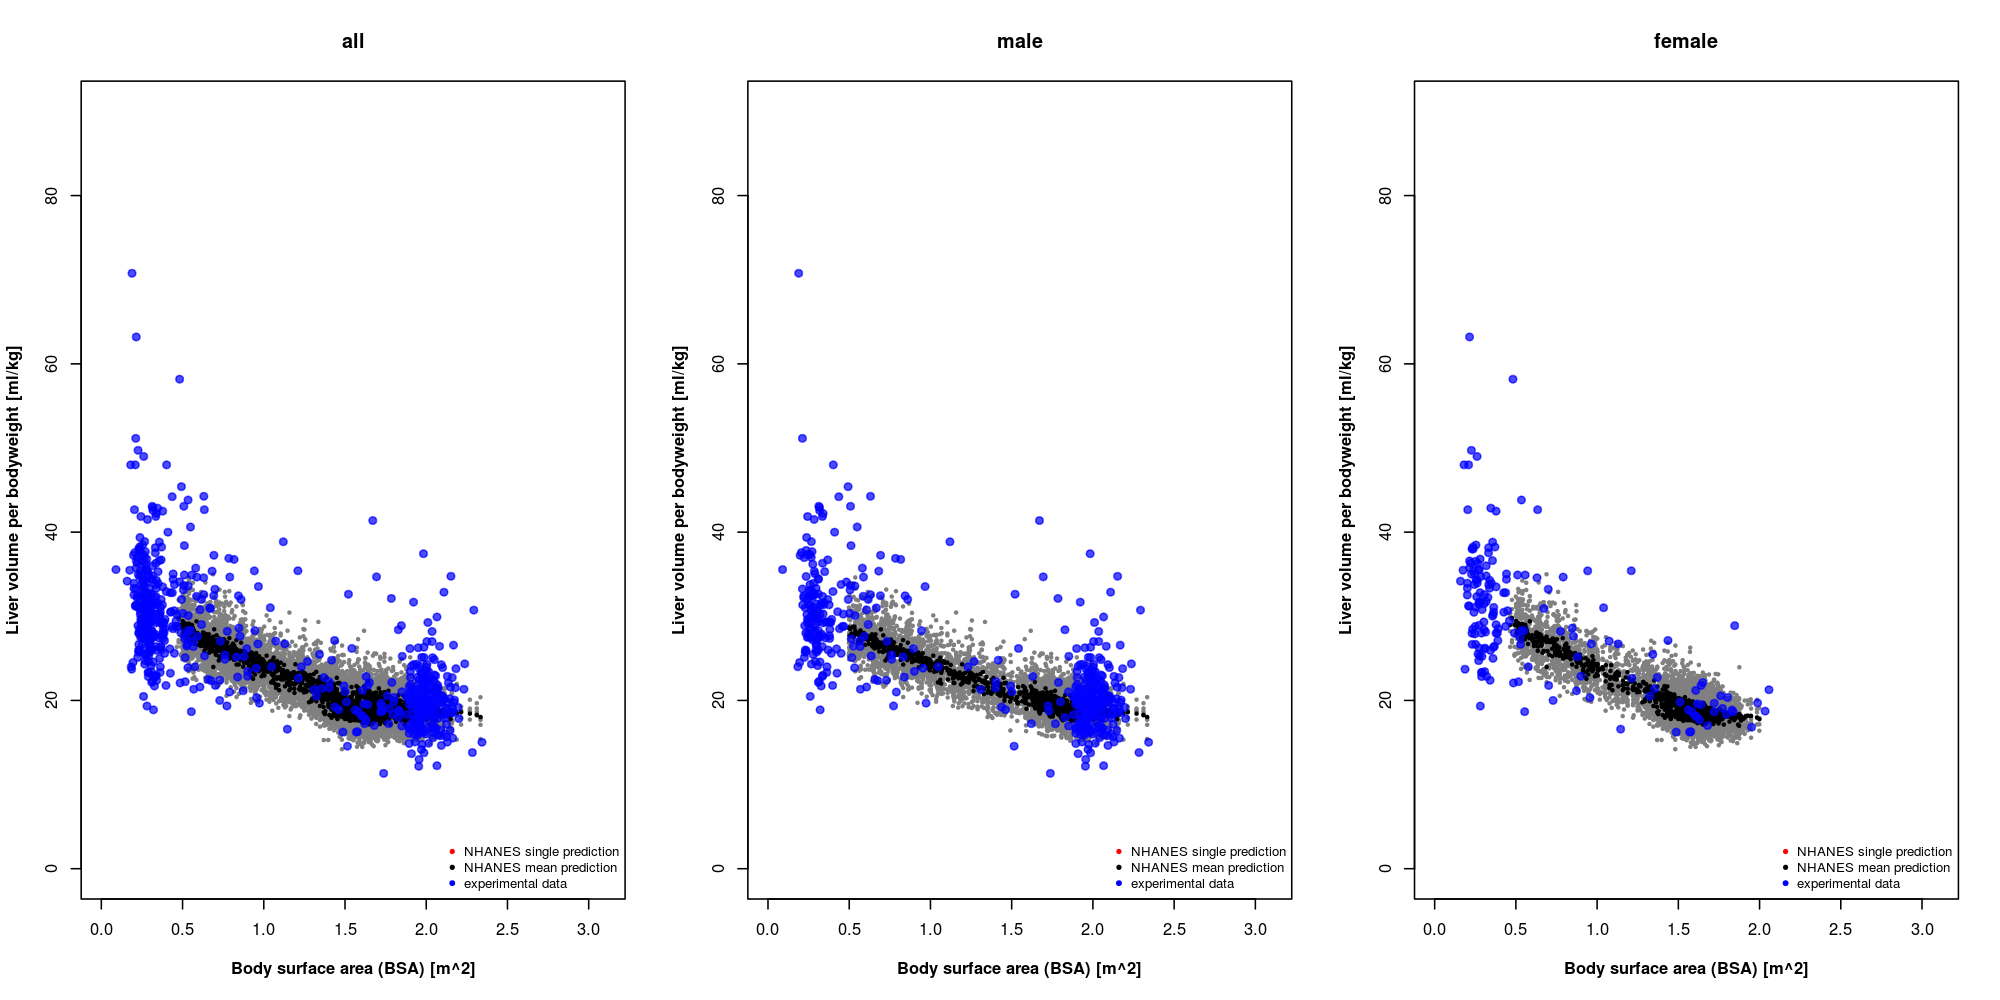 all
Liver volume per bodyweight [ml/kg]
80
60
40
20
0
NHANES single prediction
NHANES mean prediction
experimental data
0.0 0.5 1.0 1.5 2.0 2.5 3.0
Body surface area (BSA) [m^2]
male
Liver volume per bodyweight [ml/kg]
80
60
40
20
0
NHANES single prediction
NHANES mean prediction
experimental data
0.0 0.5 1.0 1.5 2.0 2.5 3.0
Body surface area (BSA) [m^2]
female
Liver volume per bodyweight [ml/kg]
80
60
40
20
0
NHANES single prediction
NHANES mean prediction
experimental data
0.0 0.5 1.0 1.5 2.0 2.5 3.0
Body surface area (BSA) [m^2]